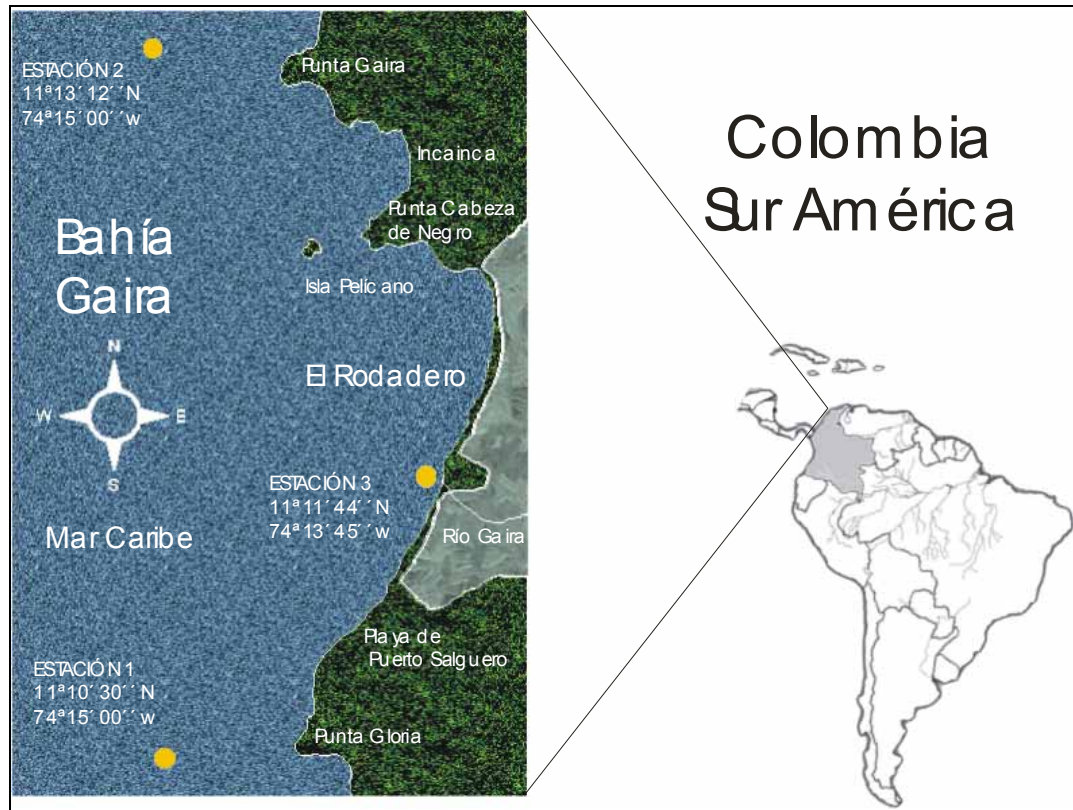 ESTACIÓN 2
11ª13´12´´N
74ª15´00´´w
Punta Gaira
Incainca
Punta Cabeza
de Negro
Bahía
Gaira
Isla Pelícano
N
W
E
S
El Rodadero
ESTACIÓN 3
11ª11´44´´N
74ª13´45´´w
Mar Caribe
Río Gaira
Playa de
Puerto Salguero
ESTACIÓN 1
11ª10´30´´N
74ª15´00´´w
Punta Gloria
Colombia
Sur América